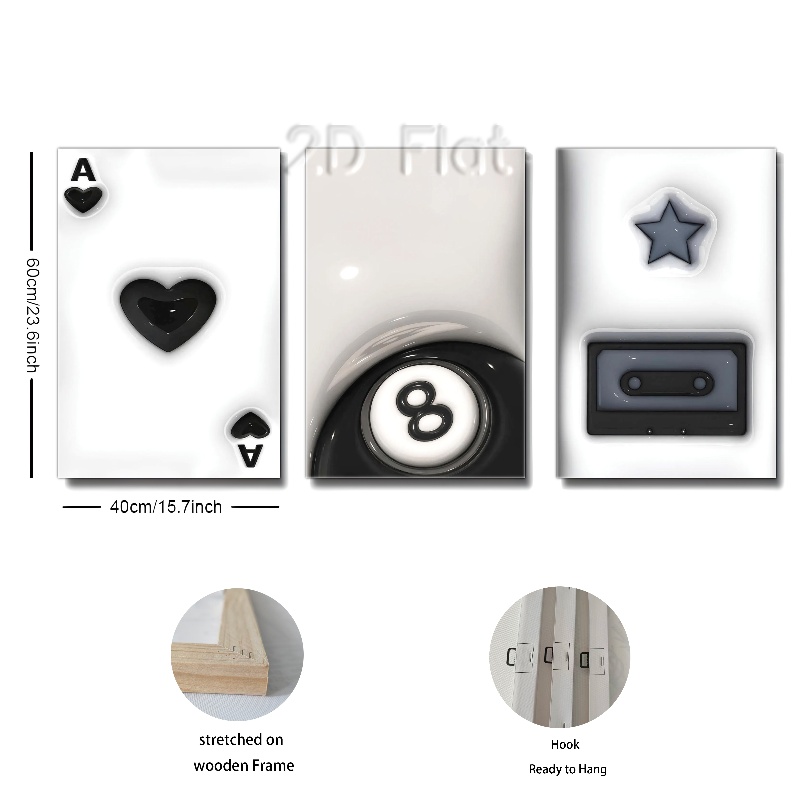 2D Flat
A
8
A
60cm/23.6inch
40cm/15.7inch
stretched on
wooden Frame
Hook
Ready to Hang